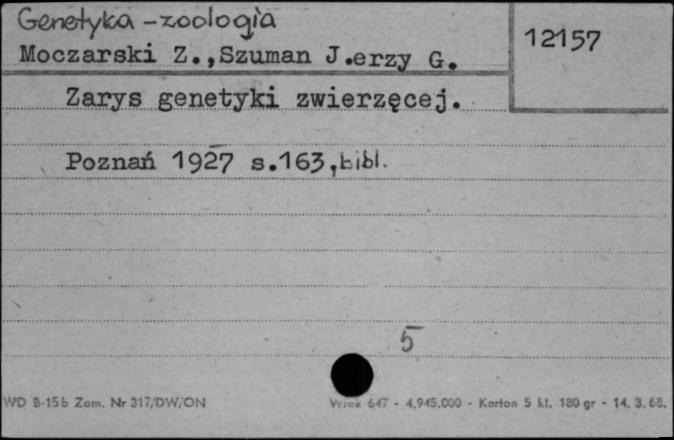 Genetyka - zoologia
12157
Moczarski Z., Szuman J.erzy G.
Zarys genetyki zwierzęcej.
Poznań 1927 s.163, bibl.
5
WD B-15b Zam. Nr 317/DW/ON
647 - 4.945.000 - Karton 5 kl. 180 gr - 14. 3. 68.